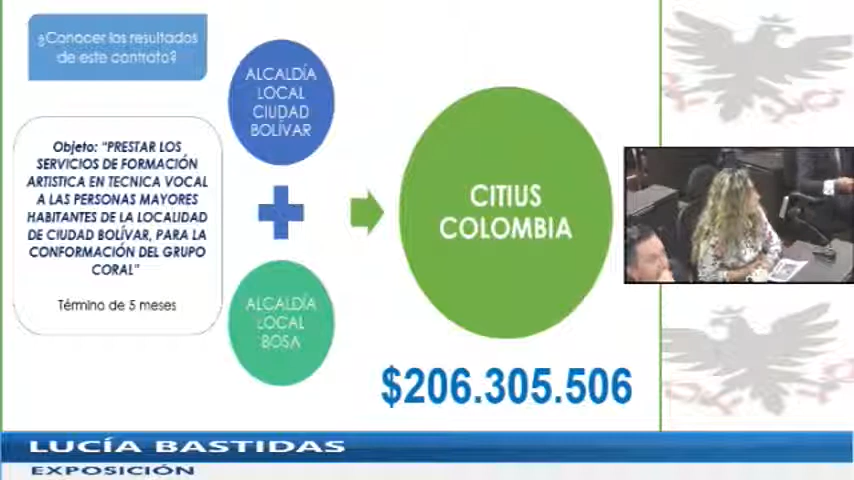 ¿Conocer los resultados
de este contrato?
Objeto: "PRESTAR LOS
SERVICIOS DE FORMACIÓN
ARTISTICA EN TECNICA VOCAL
A LAS PERSONAS MAYORES
HABITANTES DE LA LOCALIDAD
DE CIUDAD BOLÍVAR, PARA LA
CONFORMACIÓN DEL GRUPO
CORAL"
Término de 5 meses
ALCALDÍA
LOCAL
CIUDAD
BOLÍVAR
ALCALDÍA
LOCAL
BOSA
CITIUS
COLOMBIA
$206.305.506
LUCÍA BASTIDAS
EXPOSICIÓN